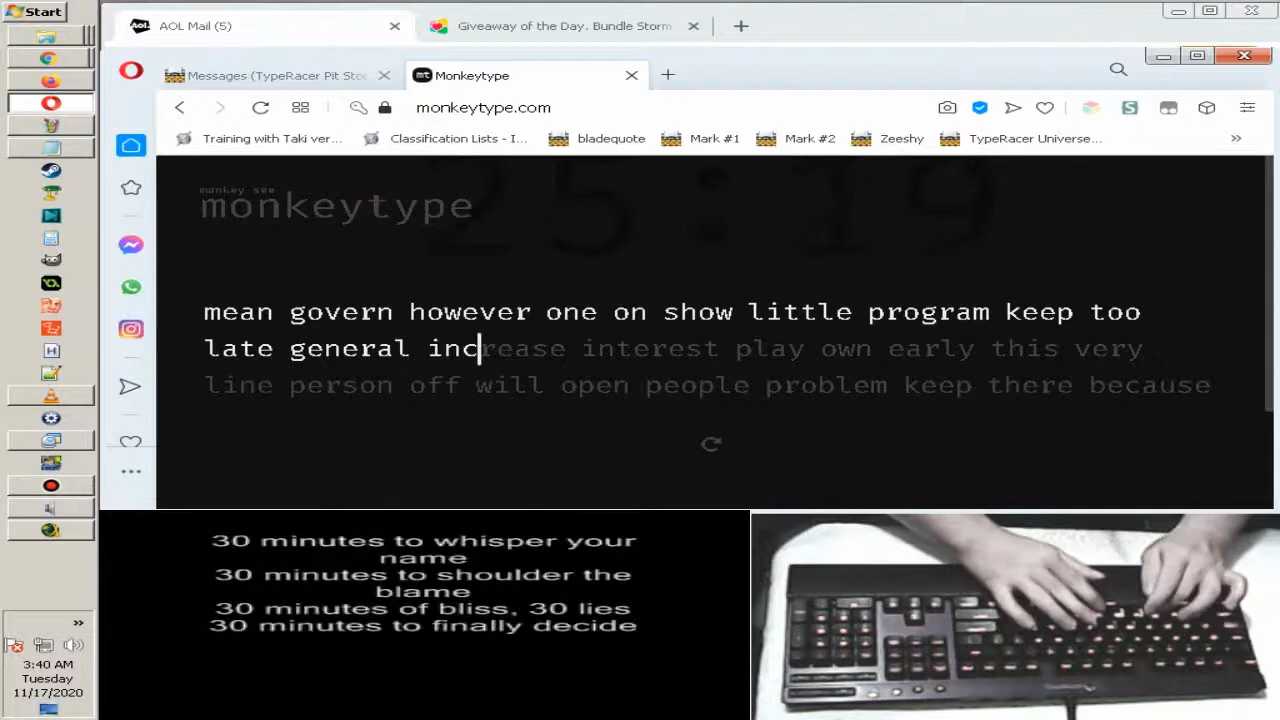 Start
AOL Mail (5)
Giveaway of the Day. Bundle Storm
Messages (TypeRacer Pit Sto
mt Monkeytype
monkeytype.com
Training with Taki ver...
Classification Lists - I...
bladequote
Mark #1
Mark #2
Zeeshy
TypeRacer Universe...
25:19
monkey see
monkeytype
mean govern however one on show little program keep too
late general increase interest play own early this very
line person off will open people problem keep there because
30 minutes to whisper your
name
30 minutes to shoulder the
blame
30 minutes of bliss, 30 lies
30 minutes to finally decide
3:40 AM
Tuesday
11/17/2020